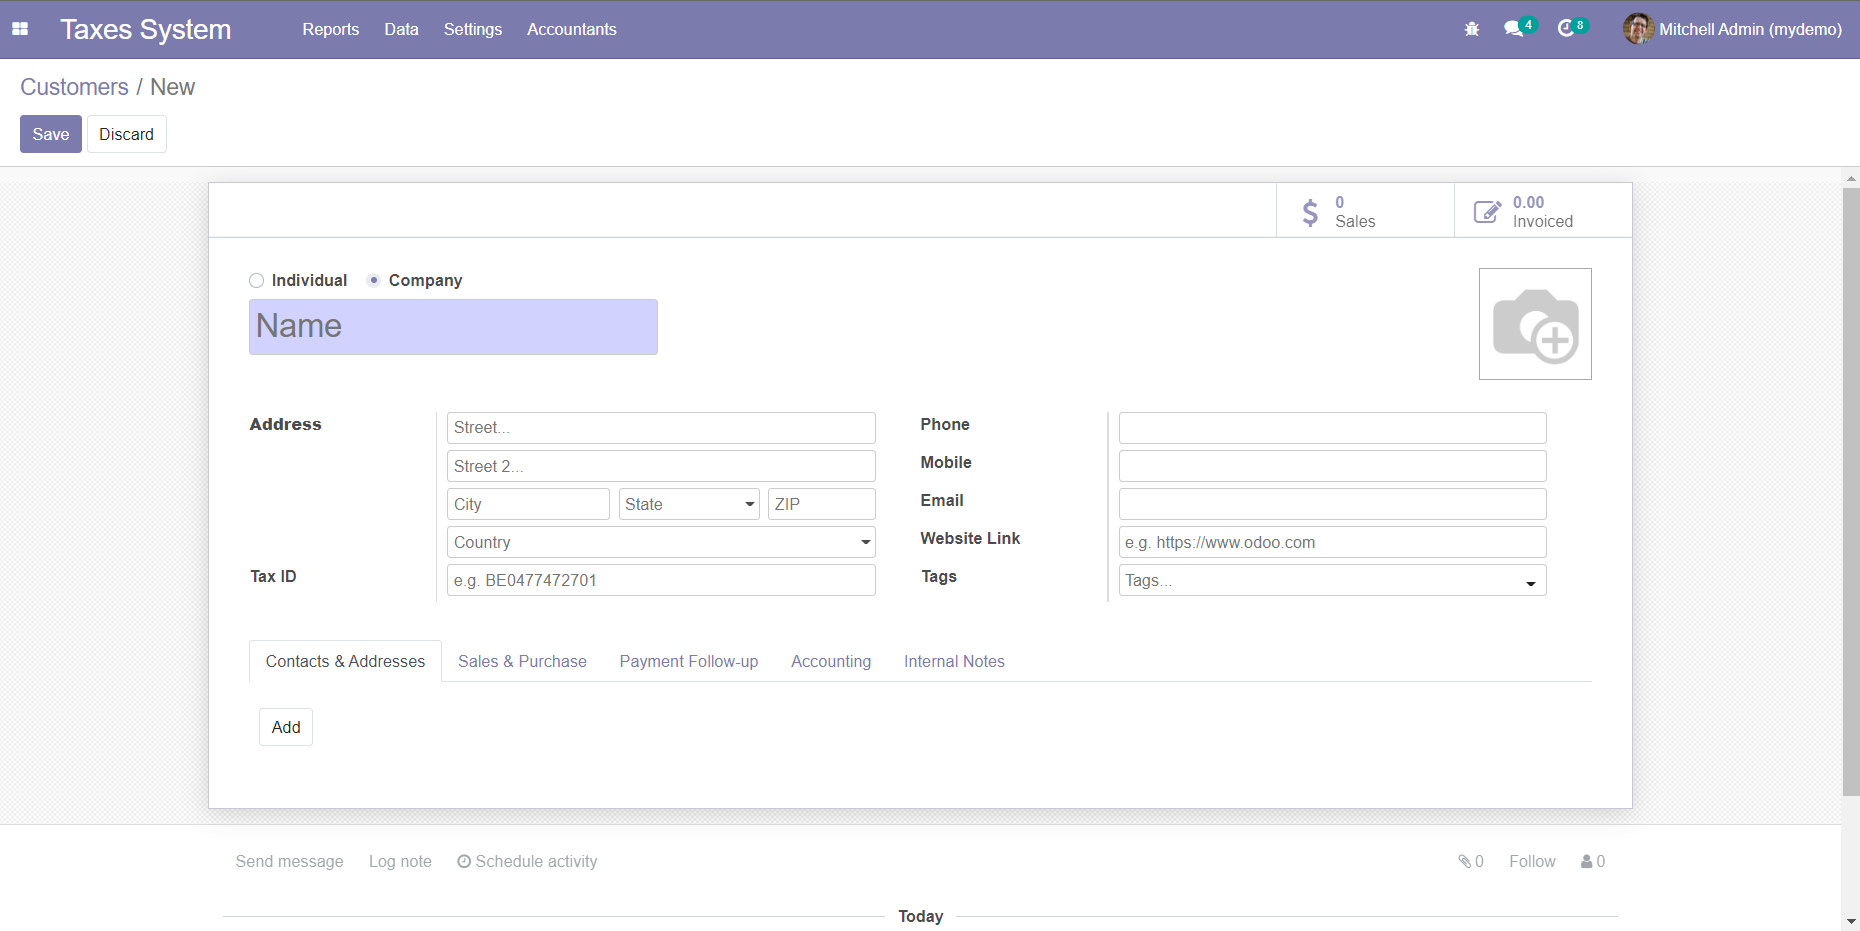 Taxes System Reports Data Settings Accountants 4 8 Mitchell Admin (mydemo)
Customers / New
Save Discard
0 Sales
0.00 Invoiced
Individual Company
Name
Address Street...
Street 2...
City State ZIP
Country
Tax ID e.g. BE0477472701
Phone
Mobile
Email
Website Link e.g. https://www.odoo.com
Tags Tags...
Contacts & Addresses Sales & Purchase Payment Follow-up Accounting Internal Notes
Add
Send message Log note Schedule activity 0 Follow 0
Today